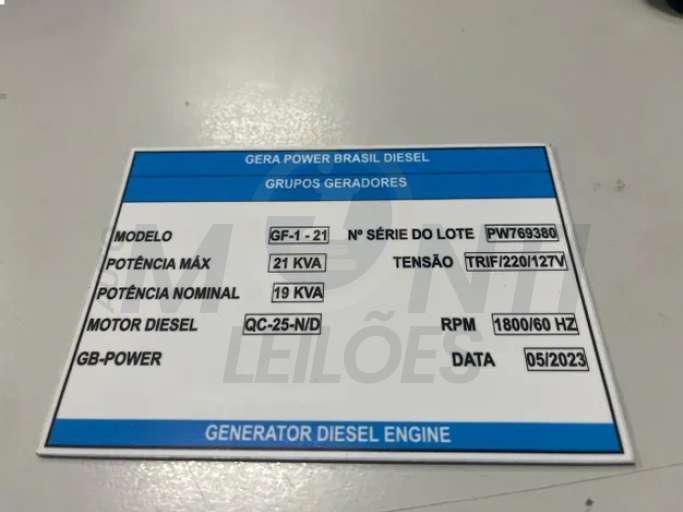 GERA POWER BRASIL DIESEL
GRUPOS GERADORES
MODELO GF-1 - 21 Nº SÉRIE DO LOTE PW769380
POTÊNCIA MÁX 21 KVA TENSÃO TRIF/220/127V
POTÊNCIA NOMINAL 19 KVA
MOTOR DIESEL QC-25-N/D RPM 1800/60 HZ
GB-POWER DATA 05/2023
GENERATOR DIESEL ENGINE
LEILÕES